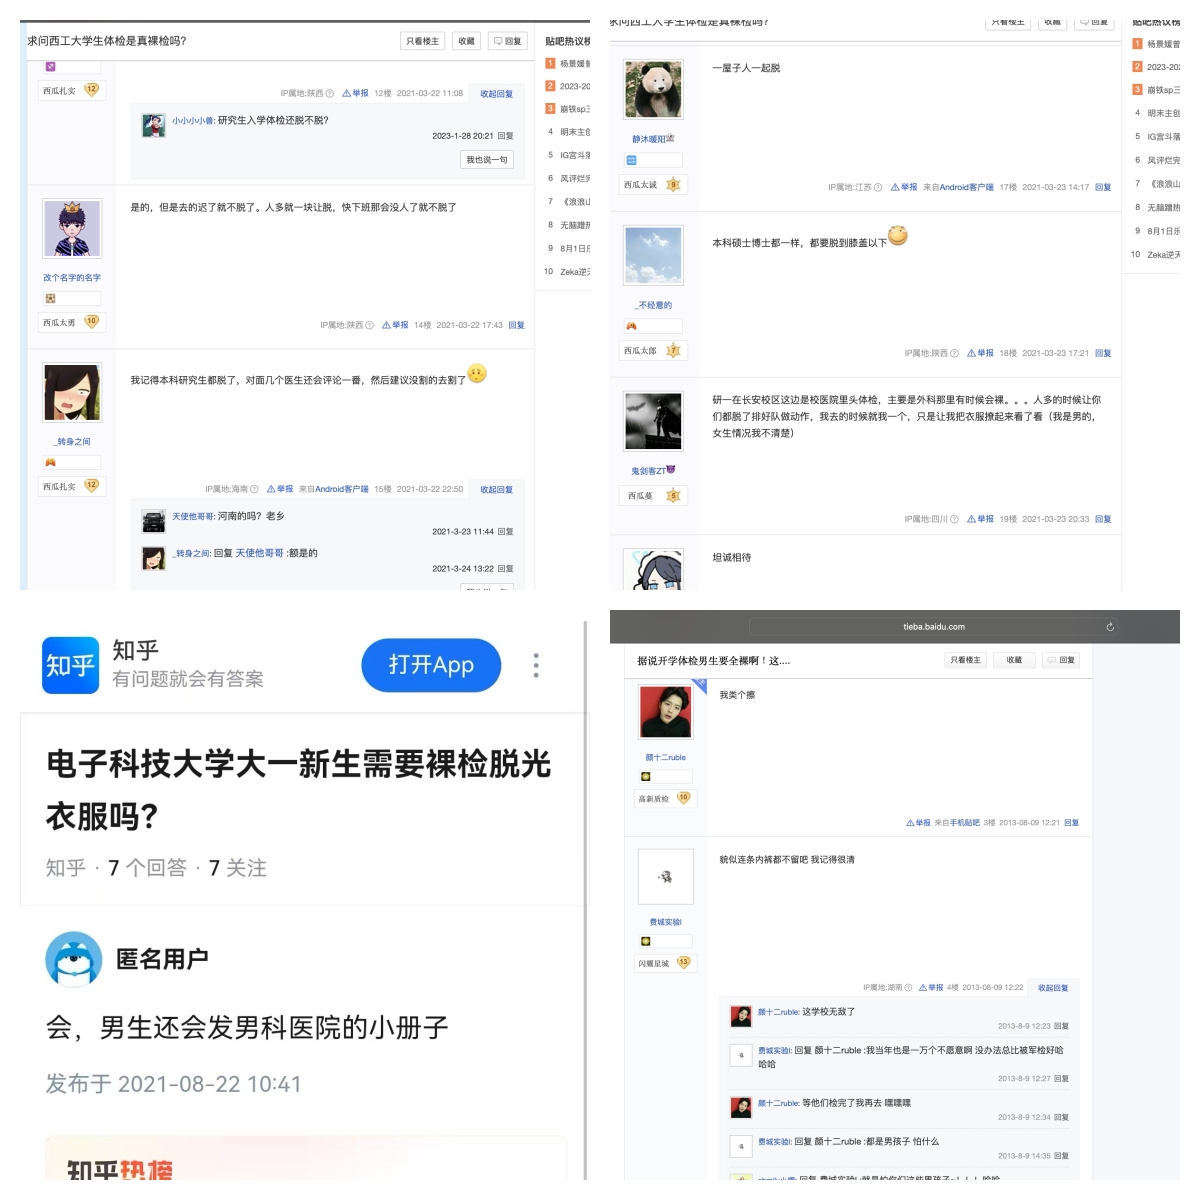 求问西工大学生体检是真裸检吗?
只看楼主 收藏 回复
贴吧热议榜
1 杨景媛曾
2 2023-202
3 崩铁sp三
4 明末主创
5 IG宫斗落
6 风评烂完
7 《浪浪山
8 无脑蹭热
9 8月1日乐
10 Zeka逆天
西瓜扎实 12
IP属地:陕西 举报 12楼 2021-03-22 11:08 收起回复
小小小小兽: 研究生入学体检还脱不脱?
2023-1-28 20:21 回复
我也说一句
是的，但是去的迟了就不脱了。人多就一块让脱，快下班那会没人了就不脱了
改个名字的名字
西瓜太勇 10
IP属地:陕西 举报 14楼 2021-03-22 17:43 回复
我记得本科研究生都脱了，对面几个医生还会评论一番，然后建议没割的去割了
_转身之间
西瓜扎实 12
IP属地:海南 举报 来自Android客户端 15楼 2021-03-22 22:50 收起回复
天使他哥哥: 河南的吗？老乡
2021-3-23 11:44 回复
_转身之间: 回复 天使他哥哥 :额是的
2021-3-24 13:22 回复
我也说一句
求问西工大学生体检是真裸检吗?
只看楼主 收藏 回复
贴吧热议榜
1 杨景媛曾
2 2023-202
3 崩铁sp三
4 明末主创
5 IG宫斗落
6 风评烂完
7 《浪浪山
8 无脑蹭热
9 8月1日乐
10 Zeka逆天
一屋子人一起脱
静沐暖阳
西瓜太诚 9
IP属地:江苏 举报 来自Android客户端 17楼 2021-03-23 14:17 回复
本科硕士博士都一样，都要脱到膝盖以下
_不经意的
西瓜太郎 7
IP属地:陕西 举报 18楼 2021-03-23 17:21 回复
研一在长安校区这边是校医院里头体检，主要是外科那里有时候会裸。。。人多的时候让你
们都脱了排好队做动作，我去的时候就我一个，只是让我把衣服撩起来看了看（我是男的，
女生情况我不清楚）
鬼剑客ZT
西瓜蔓 5
IP属地:四川 举报 19楼 2021-03-23 20:33 回复
坦诚相待
知乎
知乎
有问题就会有答案
打开App
电子科技大学大一新生需要裸检脱光
衣服吗?
知乎 · 7 个回答 · 7 关注
匿名用户
会，男生还会发男科医院的小册子
发布于 2021-08-22 10:41
知乎热榜
tieba.baidu.com
据说开学体检男生要全裸啊！这....
只看楼主 收藏 回复
我类个擦
颜十二ruble
高新质检 10
举报 来自手机贴吧 3楼 2013-08-09 12:21 回复
貌似连条内裤都不留吧 我记得很清
费城实验l
闪耀星城 13
IP属地:湖南 举报 4楼 2013-08-09 12:22 收起回复
颜十二ruble: 这学校无敌了
2013-8-9 12:23 回复
费城实验l: 回复 颜十二ruble :我当年也是一万个不愿意啊 没办法总比被军检好哈
哈哈
2013-8-9 12:27 回复
颜十二ruble: 等他们检完了我再去 嘿嘿嘿
2013-8-9 12:34 回复
费城实验l: 回复 颜十二ruble :都是男孩子 怕什么
2013-8-9 14:35 回复